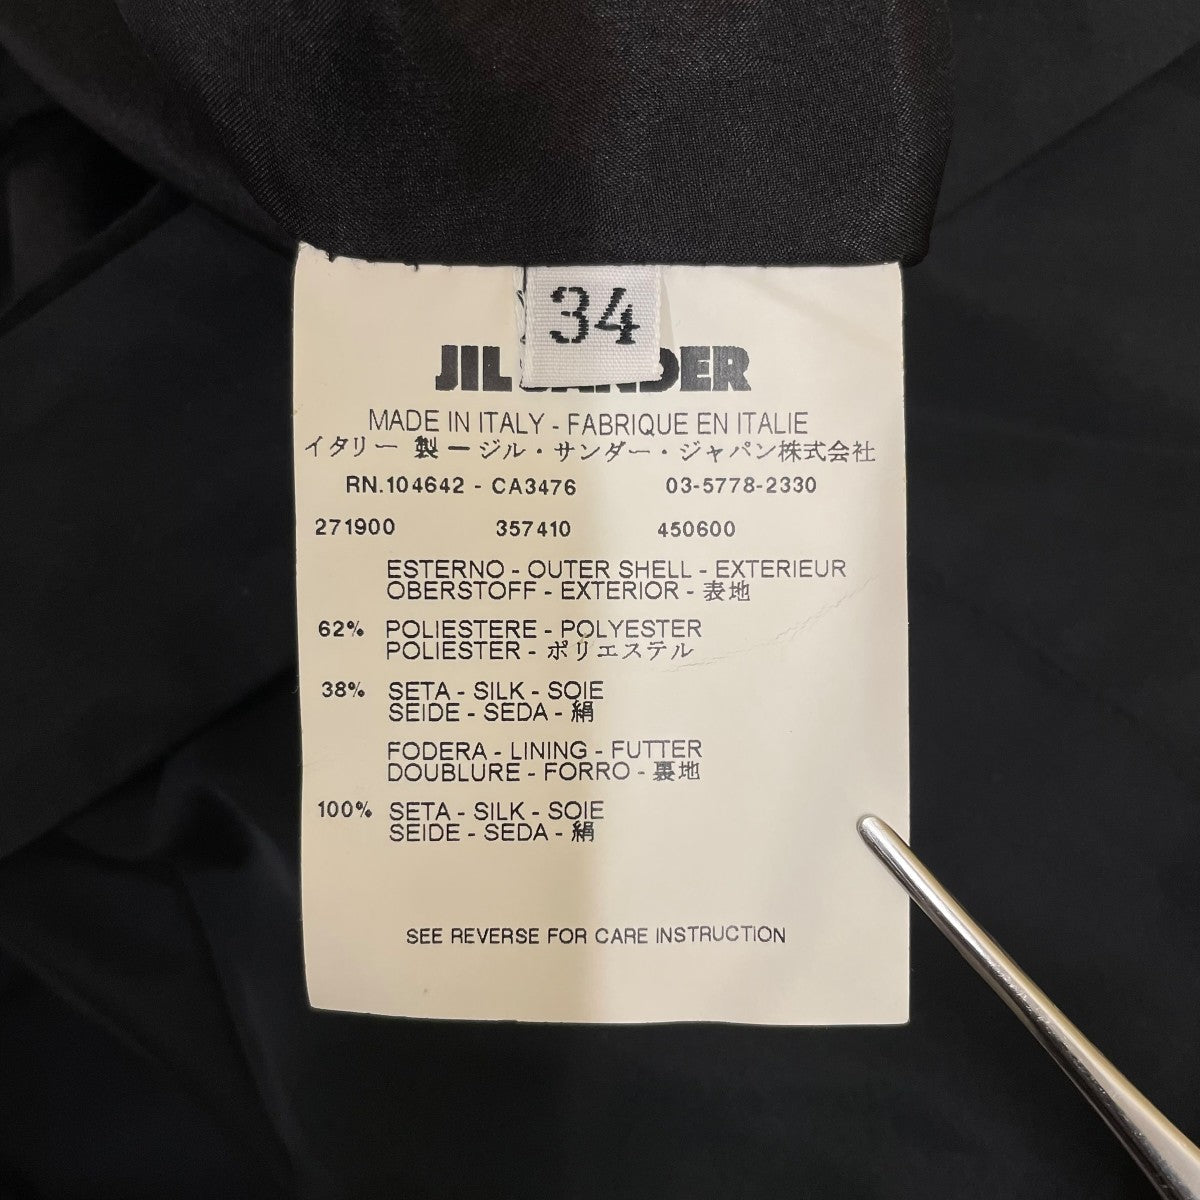 34
JIL SANDER
MADE IN ITALY - FABRIQUE EN ITALIE
イタリー 製 ー ジル・サンダー・ジャパン株式会社
RN.104642 - CA3476 03-5778-2330
271900 357410 450600
ESTERNO - OUTER SHELL - EXTERIEUR
OBERSTOFF - EXTERIOR - 表地
62% POLIESTERE - POLYESTER
POLIESTER - ポリエステル
38% SETA - SILK - SOIE
SEIDE - SEDA - 絹
FODERA - LINING - FUTTER
DOUBLURE - FORRO - 裏地
100% SETA - SILK - SOIE
SEIDE - SEDA - 絹
SEE REVERSE FOR CARE INSTRUCTION